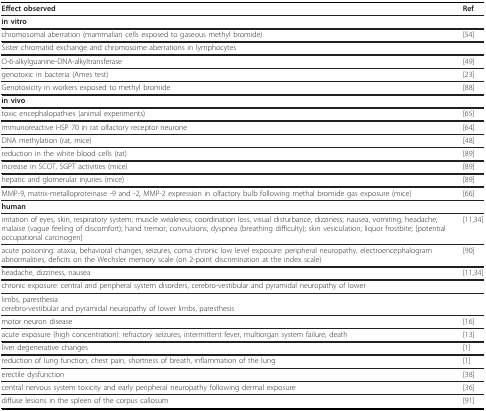 Effect observed Ref
in vitro
chromosomal aberration (mammalian cells exposed to gaseous methyl bromide) [54]
Sister chromatid exchange and chromosome aberrations in lymphocytes
O-6-alkylguanine-DNA-alkyltransferase [49]
genotoxic in bacteria (Ames test) [23]
Genotoxicity in workers exposed to methyl bromide [88]
in vivo
toxic encephalopathies (animal experiments) [65]
immunoreactive HSP 70 in rat olfactory receptor neurone [64]
DNA methylation (rat, mice) [48]
reduction in the white blood cells (rat) [89]
increase in SCOT, SGPT activities (mice) [89]
hepatic and glomerular injuries (mice) [89]
MMP-9, matrix-metalloproteinase -9 and -2, MMP-2 expression in olfactory bulb following methal bromide gas exposure (mice) [66]
human
irritation of eyes, skin, respiratory system; muscle weakness, coordination loss, visual disturbance, dizziness; nausea, vomiting, headache; [11,34]
malaise (vague feeling of discomfort); hand tremor; convulsions; dyspnea (breathing difficulty); skin vesiculation; liquor frostbite; [potential
occupational carcinogen]
acute poisoning: ataxia, behavioral changes, seizures, coma chronic low level exposure: peripheral neuropathy, electroencephalogram [90]
abnormalities, deficits on the Wechsler memory scale (on 2-point discrimination at the index scale)
headache, dizziness, nausea [11,34]
chronic exposure: central and peripheral system disorders, cerebro-vestibular and pyramidal neuropathy of lower
limbs, paresthesia
cerebro-vestibular and pyramidal neuropathy of lower limbs, paresthesis
motor neuron disease [16]
acute exposure (high concentration): refractory seizures, intermittent fever, multiorgan system failure, death [13]
liver degenerative changes [1]
reduction of lung function, chest pain, shortness of breath, inflammation of the lung [1]
erectile dysfunction [38]
central nervous system toxicity and early peripheral neuropathy following dermal exposure [36]
diffuse lesions in the spleen of the corpus callosum [91]